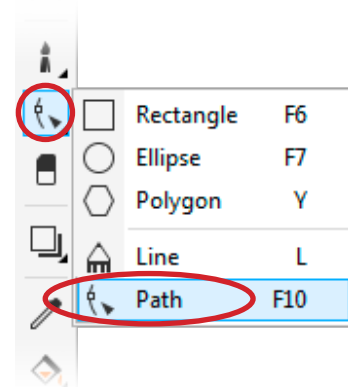 Rectangle F6
Ellipse F7
Polygon Y
Line L
Path F10